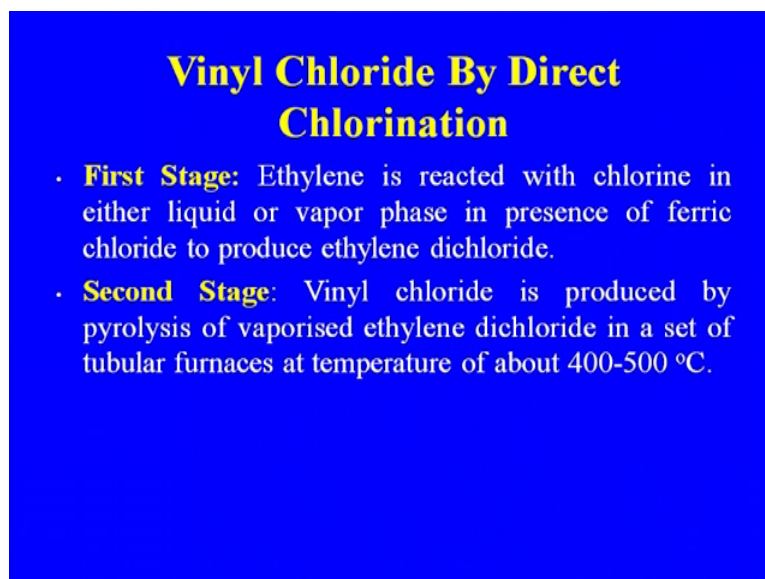 Vinyl Chloride By Direct
Chlorination
• First Stage: Ethylene is reacted with chlorine in
either liquid or vapor phase in presence of ferric
chloride to produce ethylene dichloride.
• Second Stage: Vinyl chloride is produced by
pyrolysis of vaporised ethylene dichloride in a set of
tubular furnaces at temperature of about 400-500 ᵒC.